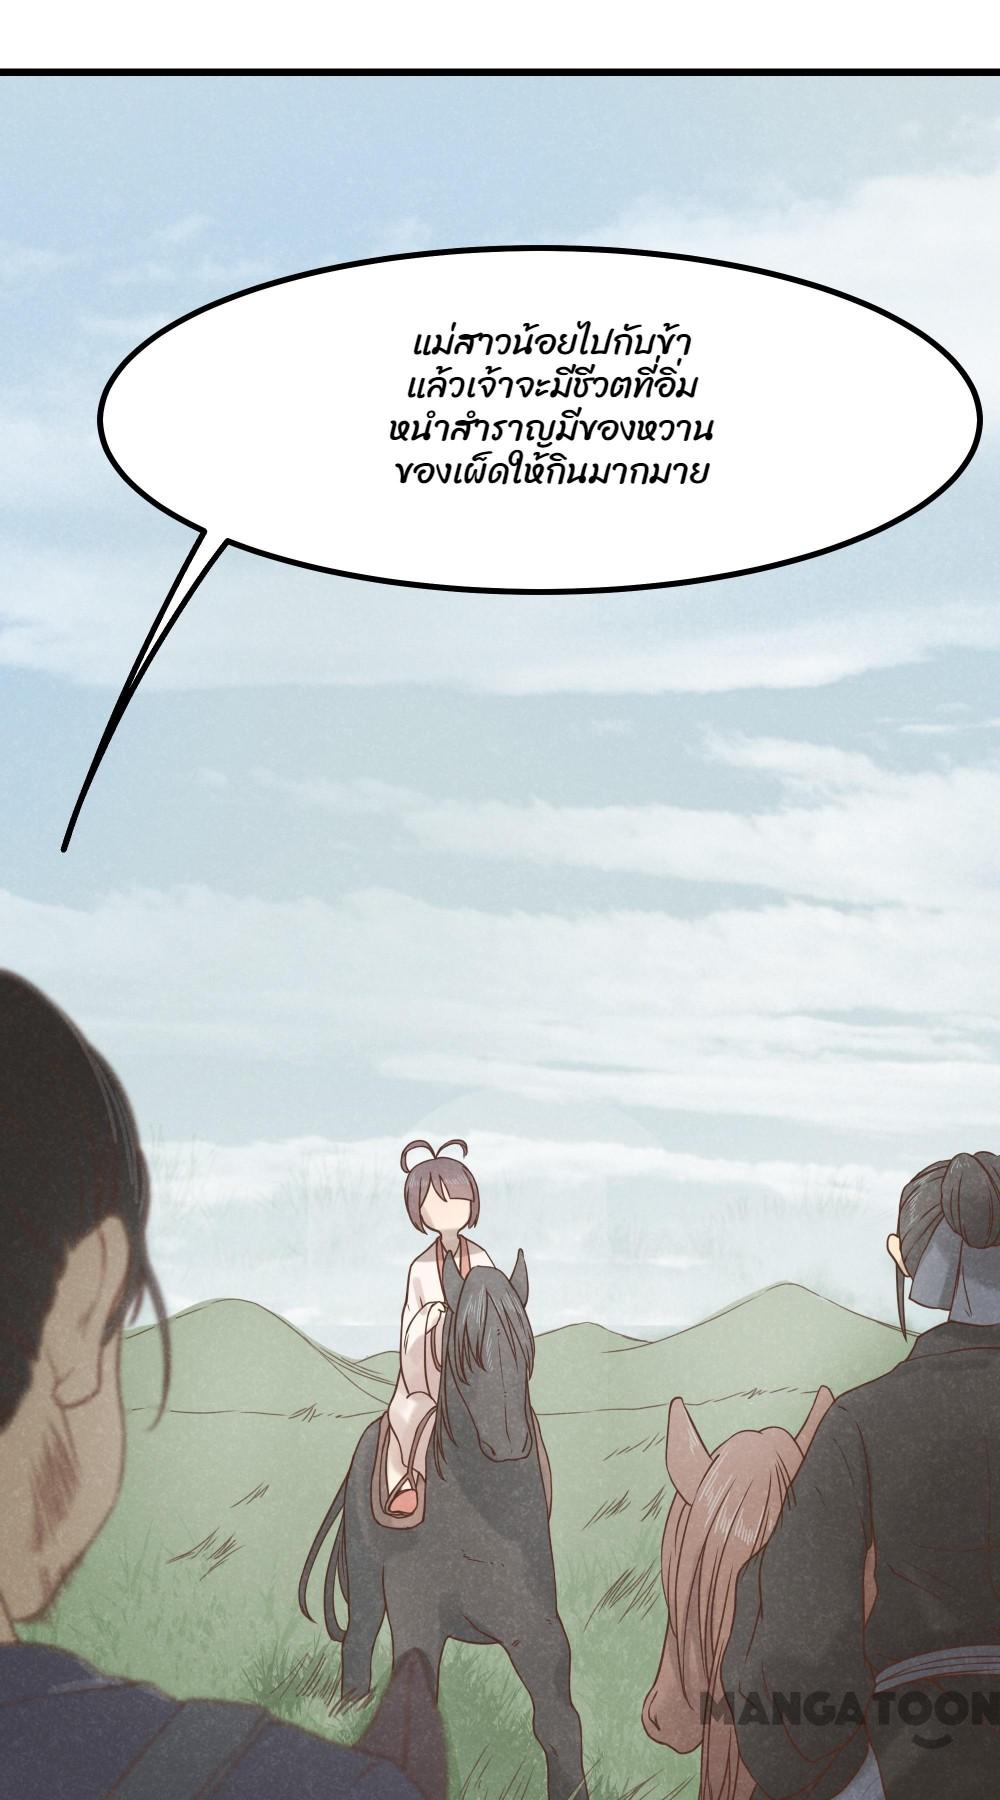 แม่สาวน้อยไปกับข้า
แล้วเจ้าจะมีชีวตที่อิ่ม
หนำสำราญมีของหวาน
ของเผ็ดให้กินมากมาย
MANGA TOON